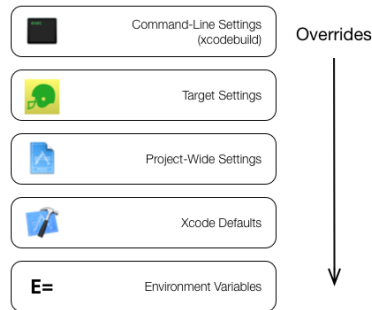 Command-Line Settings
(xcodebuild)
Overrides
Target Settings
Project-Wide Settings
Xcode Defaults
E=
Environment Variables